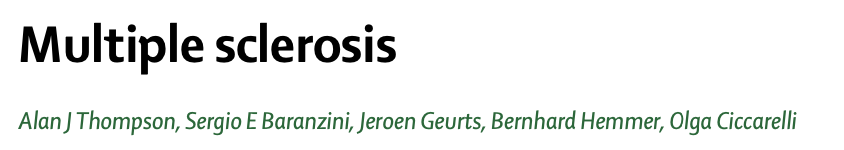 Multiple sclerosis
Alan J Thompson, Sergio E Baranzini, Jeroen Geurts, Bernhard Hemmer, Olga Ciccarelli